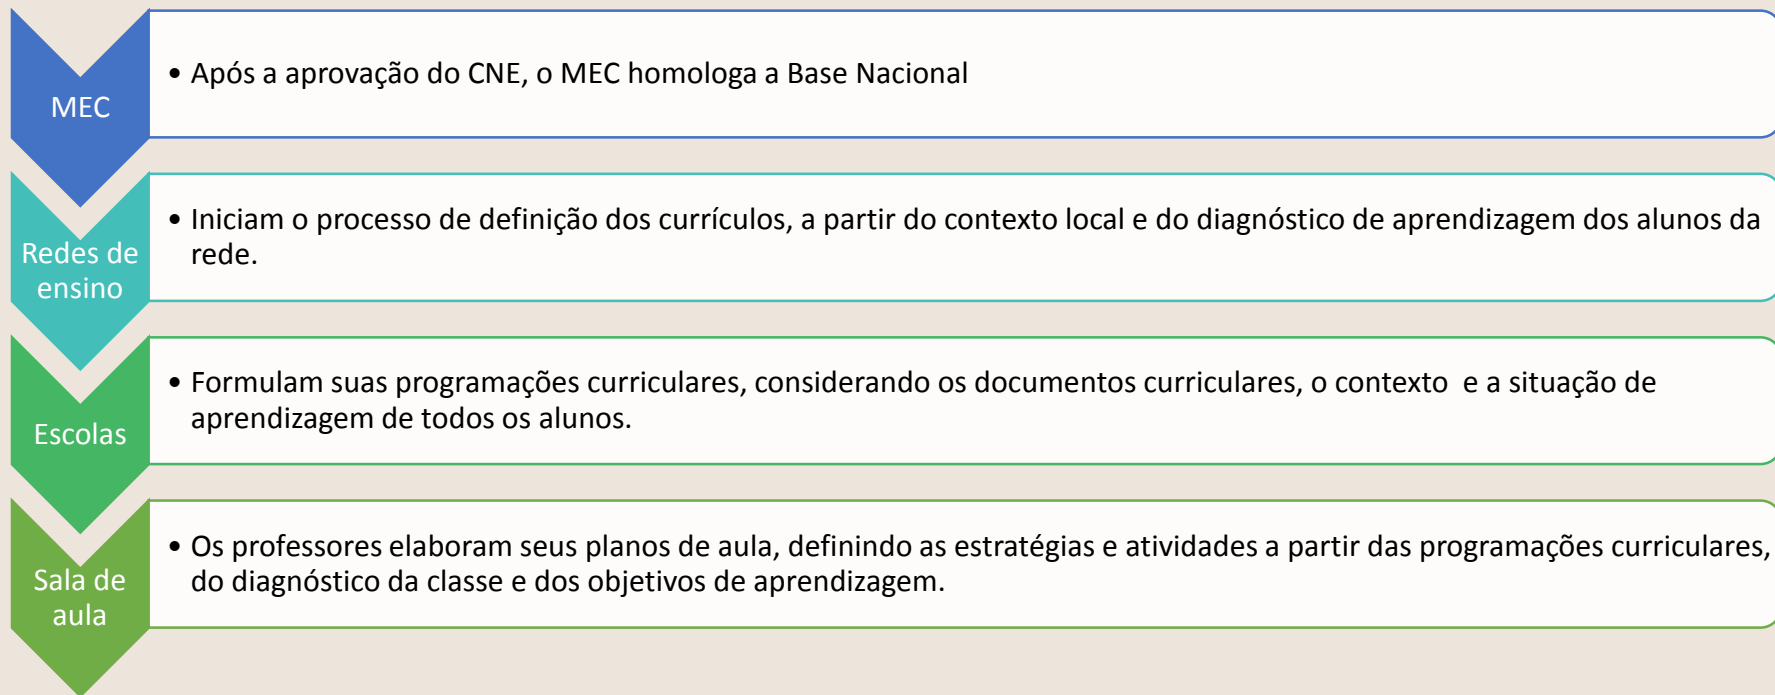 MEC
• Após a aprovação do CNE, o MEC homologa a Base Nacional
Redes de
ensino
• Iniciam o processo de definição dos currículos, a partir do contexto local e do diagnóstico de aprendizagem dos alunos da
rede.
Escolas
• Formulam suas programações curriculares, considerando os documentos curriculares, o contexto  e a situação de
aprendizagem de todos os alunos.
Sala de
aula
• Os professores elaboram seus planos de aula, definindo as estratégias e atividades a partir das programações curriculares,
do diagnóstico da classe e dos objetivos de aprendizagem.